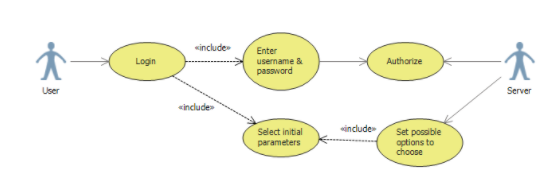 «include»
Enter
username &
password
Login
Authorize
User
Server
«include»
Select initial
parameters
«include»
Set possible
options to
choose